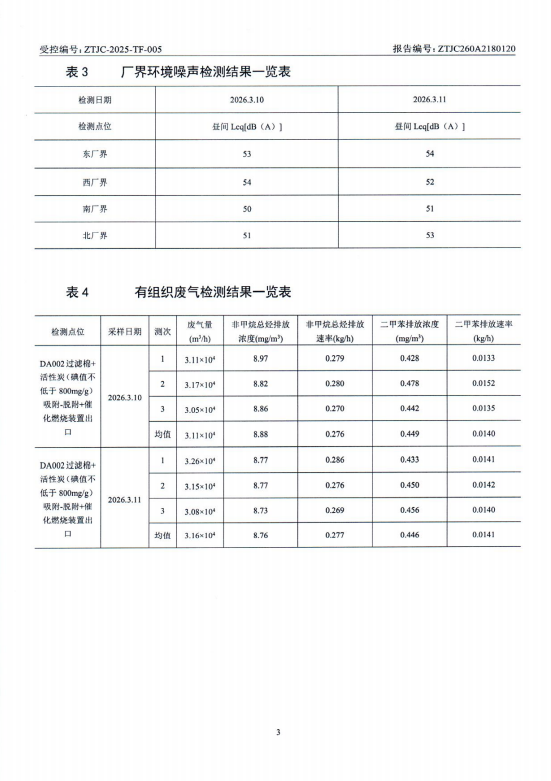 受控编号:ZTJC-2025-TF-005 报告编号:ZTJC260A2180120
表 3 厂界环境噪声检测结果一览表
检测日期 2026.3.10 2026.3.11
检测点位 昼间 Leq[dB（A）] 昼间 Leq[dB（A）]
东厂界 53 54
西厂界 54 52
南厂界 50 51
北厂界 51 53
表 4 有组织废气检测结果一览表
检测点位 采样日期 测次 废气量(m³/h) 非甲烷总烃排放浓度(mg/m³) 非甲烷总烃排放速率(kg/h) 二甲苯排放浓度(mg/m³) 二甲苯排放速率(kg/h)
DA002 过滤棉+
活性炭（碘值不
低于 800mg/g）
吸附-脱附+催
化燃烧装置出
口
2026.3.10
1 3.11×10⁴ 8.97 0.279 0.428 0.0133
2 3.17×10⁴ 8.82 0.280 0.478 0.0152
3 3.05×10⁴ 8.86 0.270 0.442 0.0135
均值 3.11×10⁴ 8.88 0.276 0.449 0.0140
DA002 过滤棉+
活性炭（碘值不
低于 800mg/g）
吸附-脱附+催
化燃烧装置出
口
2026.3.11
1 3.26×10⁴ 8.77 0.286 0.433 0.0141
2 3.15×10⁴ 8.77 0.276 0.450 0.0142
3 3.08×10⁴ 8.73 0.269 0.456 0.0140
均值 3.16×10⁴ 8.76 0.277 0.446 0.0141
3